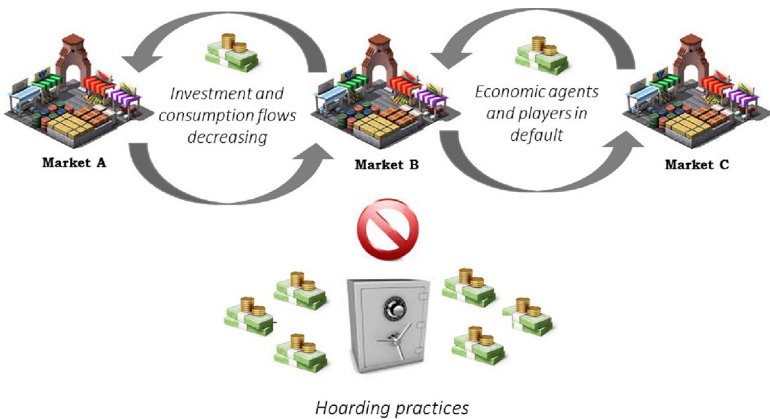 Investment and
consumption flows
decreasing
Economic agents
and players in
default
Market A
Market B
Market C
Hoarding practices